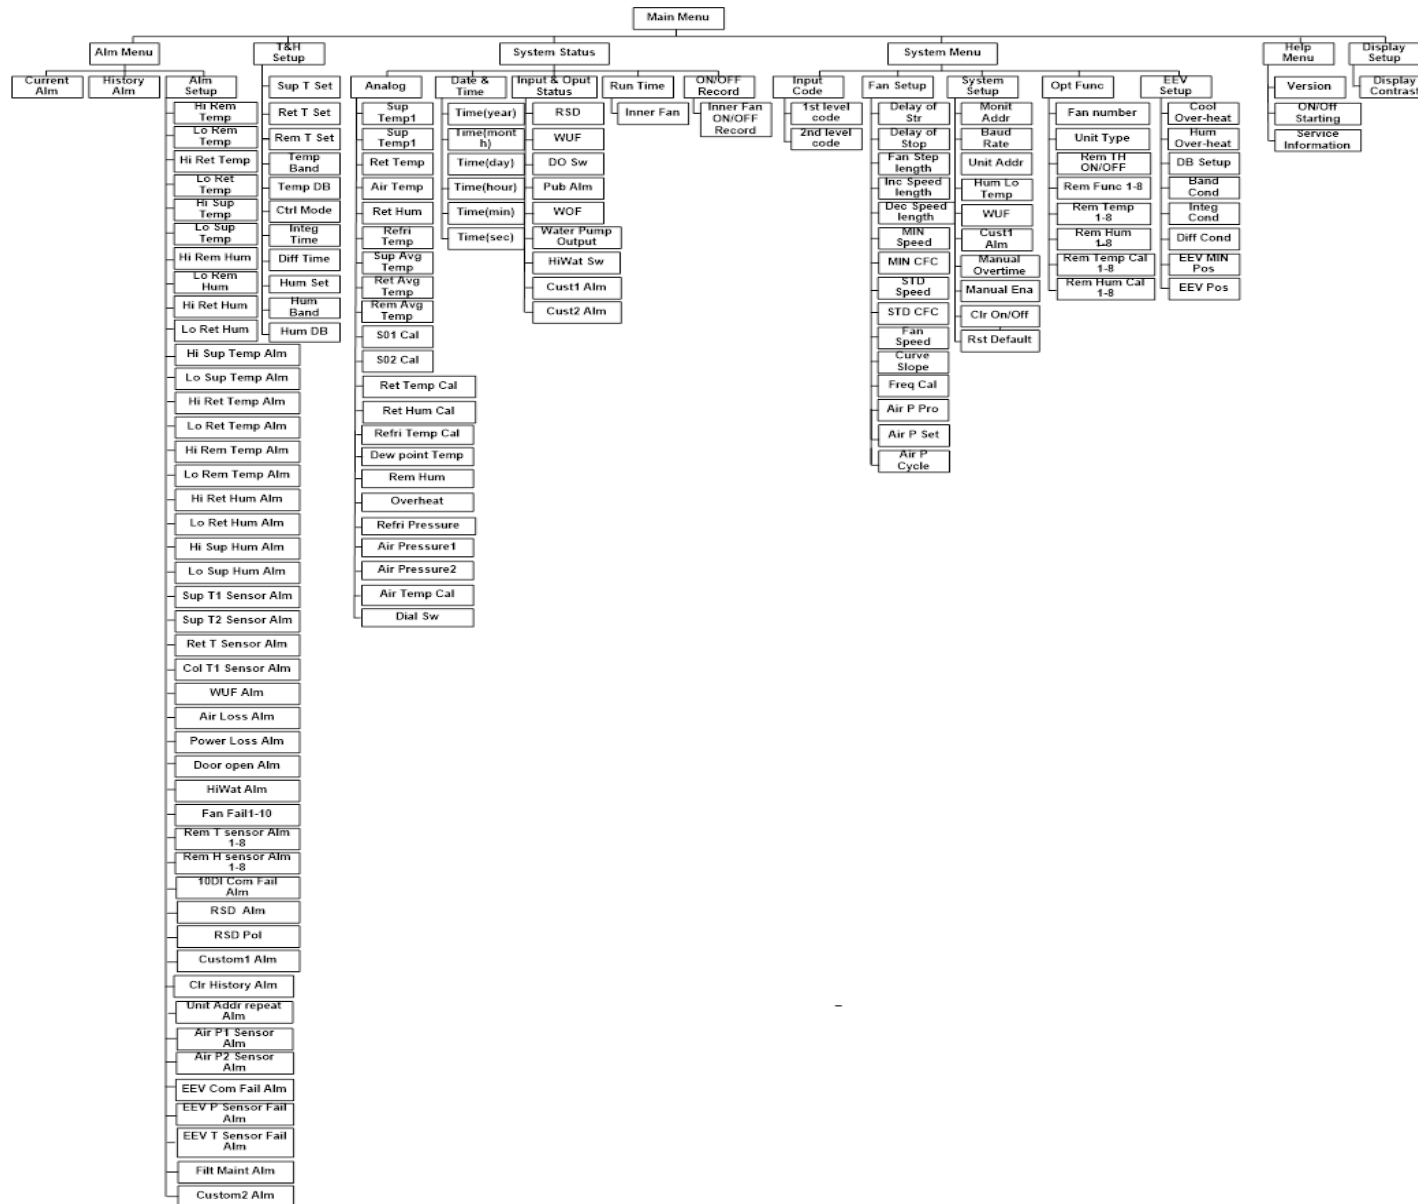 Main Menu
Alm Menu
T&H
Setup
System Status
System Menu
Help
Menu
Display
Setup
Current
Alm
History
Alm
Alm
Setup
Hi Rem
Temp
Lo Rem
Temp
Hi Ret Temp
Lo Ret
Temp
Hi Sup
Temp
Lo Sup
Temp
Hi Rem Hum
Lo Rem
Hum
Hi Ret Hum
Lo Ret Hum
Hi Sup Temp Alm
Lo Sup Temp Alm
Hi Ret Temp Alm
Lo Ret Temp Alm
Hi Rem Temp Alm
Lo Rem Temp Alm
Hi Ret Hum Alm
Lo Ret Hum Alm
Hi Sup Hum Alm
Lo Sup Hum Alm
Sup T1 Sensor Alm
Sup T2 Sensor Alm
Ret T Sensor Alm
Col T1 Sensor Alm
WUF Alm
Air Loss Alm
Power Loss Alm
Door open Alm
HiWat Alm
Fan Fail1-10
Rem T sensor Alm
1-8
Rem H sensor Alm
1-8
10DI Com Fail
Alm
RSD Alm
RSD Pol
Custom1 Alm
Clr History Alm
Unit Addr repeat
Alm
Air P1 Sensor
Alm
Air P2 Sensor
Alm
EEV Com Fail Alm
EEV P Sensor Fail
Alm
EEV T Sensor Fail
Alm
Filt Maint Alm
Custom2 Alm
Sup T Set
Ret T Set
Rem T Set
Temp
Band
Temp DB
Ctrl Mode
Integ
Time
Diff Time
Hum Set
Hum
Band
Hum DB
Analog
Sup
Temp1
Sup
Temp1
Ret Temp
Air Temp
Ret Hum
Refri
Temp
Sup Avg
Temp
Ret Avg
Temp
Rem Avg
Temp
S01 Cal
S02 Cal
Ret Temp Cal
Ret Hum Cal
Refri Temp Cal
Dew point Temp
Rem Hum
Overheat
Refri Pressure
Air Pressure1
Air Pressure2
Air Temp Cal
Dial Sw
Date &
Time
Time(year)
Time(mont
h)
Time(day)
Time(hour)
Time(min)
Time(sec)
Input & Oput
Status
RSD
WUF
DO Sw
Pub Alm
WOF
Water Pump
Output
HiWat Sw
Cust1 Alm
Cust2 Alm
Run Time
Inner Fan
ON/OFF
Record
Inner Fan
ON/OFF
Record
Input
Code
1st level
code
2nd level
code
Fan Setup
Delay of
Str
Delay of
Stop
Fan Step
length
Inc Speed
length
Dec Speed
length
MIN
Speed
MIN CFC
STD
Speed
STD CFC
Fan
Speed
Curve
Slope
Freq Cal
Air P Pro
Air P Set
Air P
Cycle
System
Setup
Monit
Addr
Baud
Rate
Unit Addr
Hum Lo
Temp
WUF
Cust1
Alm
Manual
Overtime
Manual Ena
Clr On/Off
Rst Default
Opt Func
Fan number
Unit Type
Rem TH
ON/OFF
Rem Func 1-8
Rem Temp
1-8
Rem Hum
1-8
Rem Temp Cal
1-8
Rem Hum Cal
1-8
EEV
Setup
Cool
Over-heat
Hum
Over-heat
DB Setup
Band
Cond
Integ
Cond
Diff Cond
EEV MIN
Pos
EEV Pos
Version
ON/Off
Starting
Service
Information
Display
Contrast